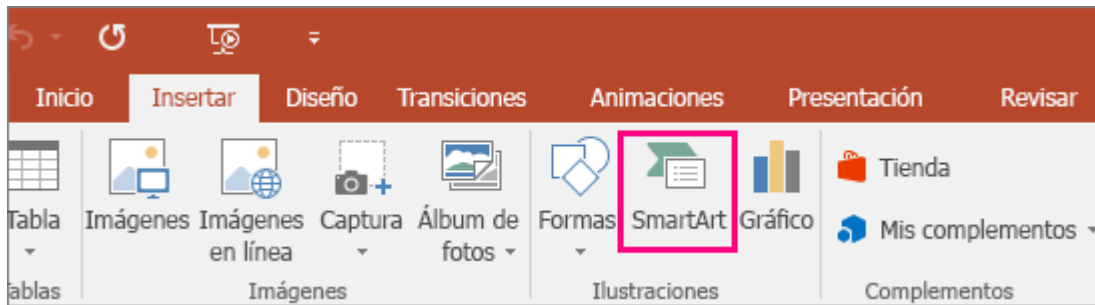 Inicio Insertar Diseño Transiciones Animaciones Presentación Revisar
Tabla Imágenes Imágenes en línea Captura Álbum de fotos Formas SmartArt Gráfico
Tienda
Mis complementos
Tablas Imágenes Ilustraciones Complementos